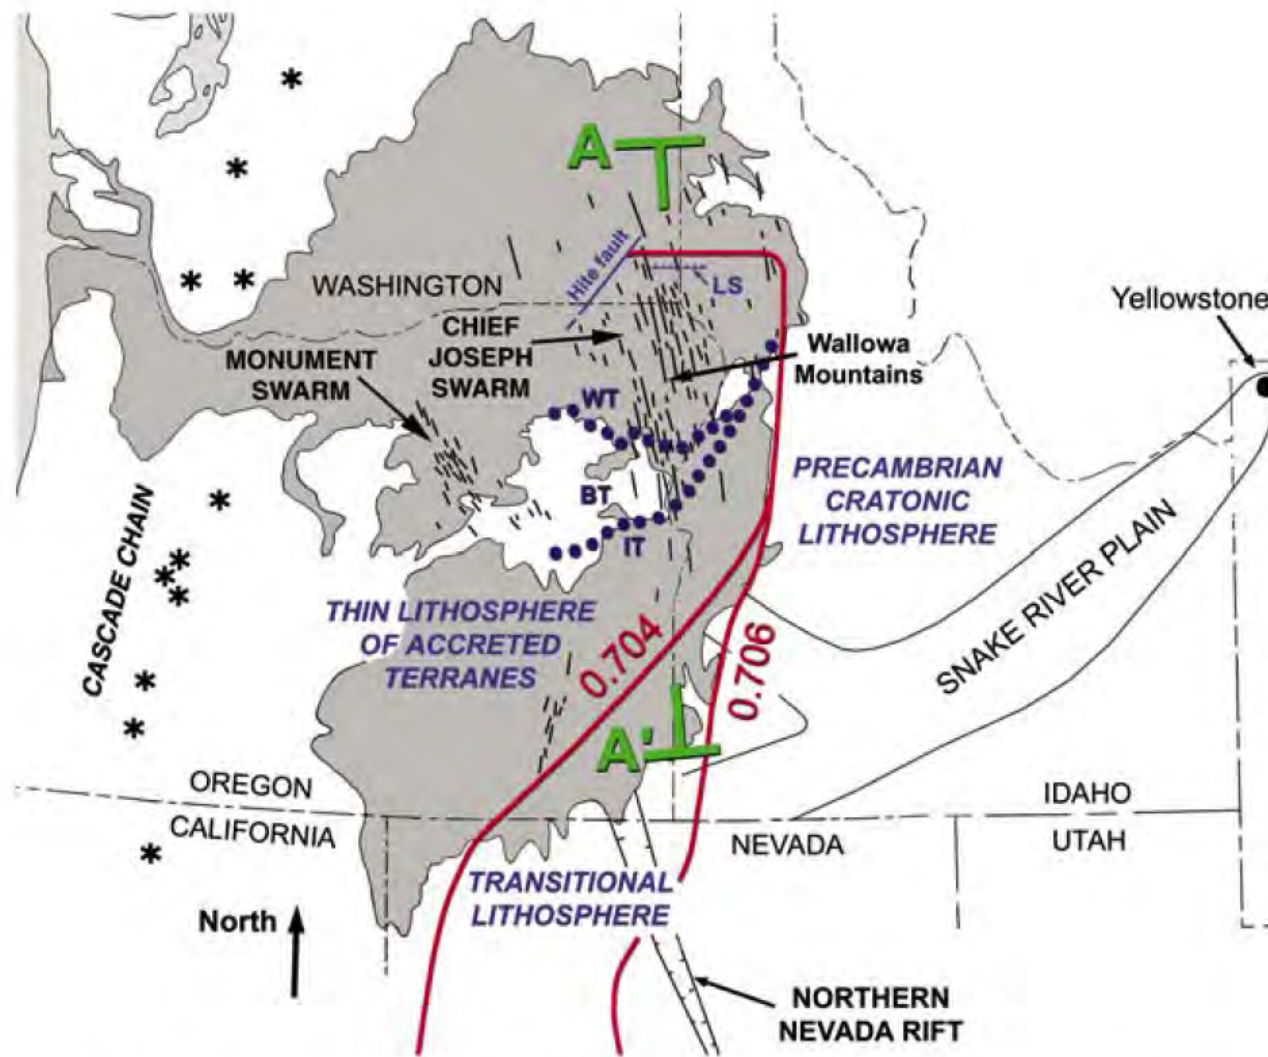 A
Hite fault
WASHINGTON
LS
Yellowstone
CHIEF
JOSEPH
SWARM
MONUMENT
SWARM
Wallowa
Mountains
WT
PRECAMBRIAN
CRATONIC
LITHOSPHERE
BT
IT
CASCADE CHAIN
THIN LITHOSPHERE
OF ACCRETED
TERRANES
0.704
0.706
SNAKE RIVER PLAIN
A'
OREGON
IDAHO
CALIFORNIA
NEVADA
UTAH
TRANSITIONAL
LITHOSPHERE
North
NORTHERN
NEVADA RIFT